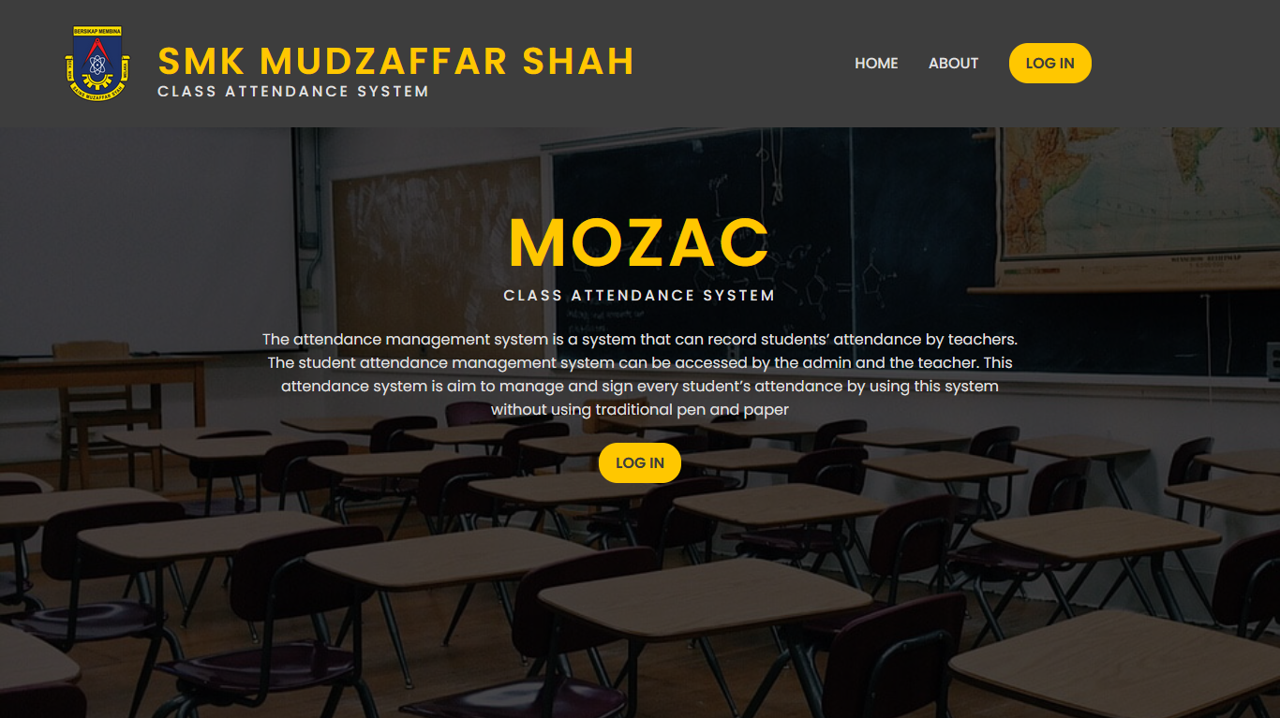 BERSIKAP MEMBINA
SMK MUDZAFFAR SHAH
CLASS ATTENDANCE SYSTEM
HOME
ABOUT
LOG IN
MOZAC
CLASS ATTENDANCE SYSTEM
The attendance management system is a system that can record students’ attendance by teachers.
The student attendance management system can be accessed by the admin and the teacher. This
attendance system is aim to manage and sign every student’s attendance by using this system
without using traditional pen and paper
LOG IN